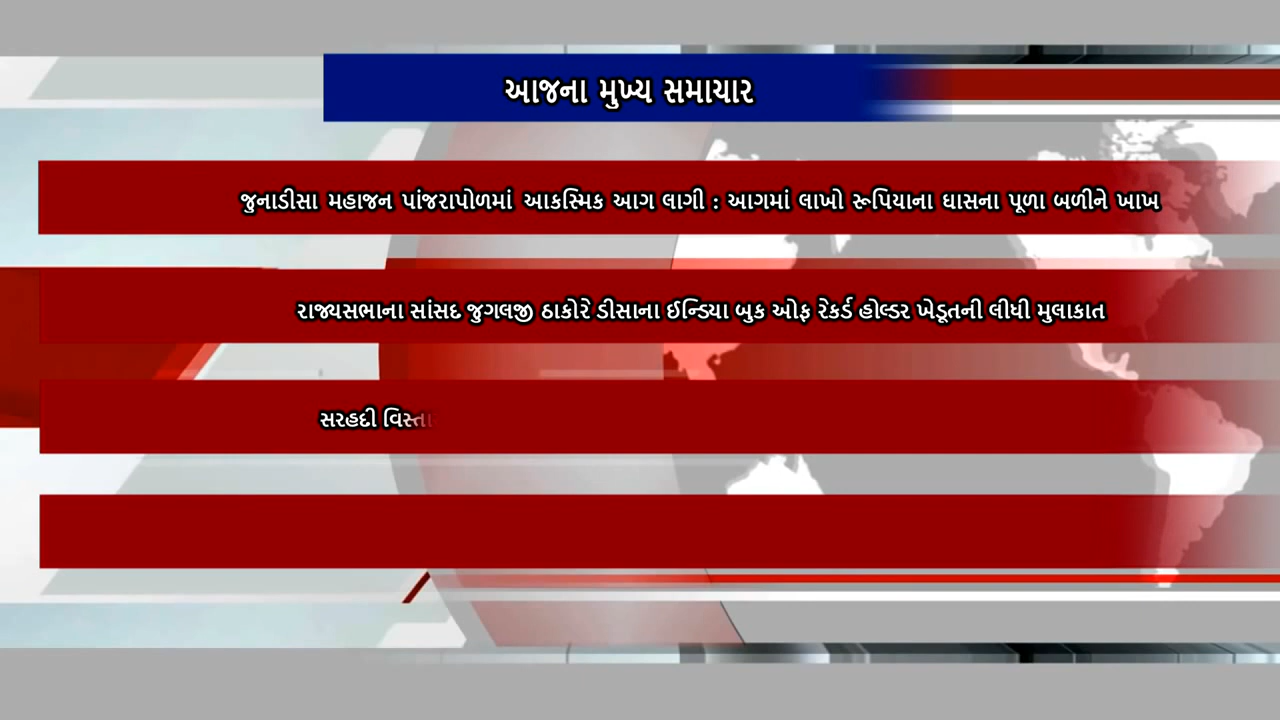 આજના મુખ્ય સમાચાર
જુનાડીસા મહાજન પાંજરાપોળમાં આકસ્મિક આગ લાગી : આગમાં લાખો રૂપિયાના ઘાસના પૂળા બળીને ખાખ
રાજ્યસભાના સાંસદ જુગલજી ઠાકોરે ડીસાના ઈન્ડિયા બુક ઓફ રેકર્ડ હોલ્ડર ખેડૂતની લીધી મુલાકાત
સરહદી